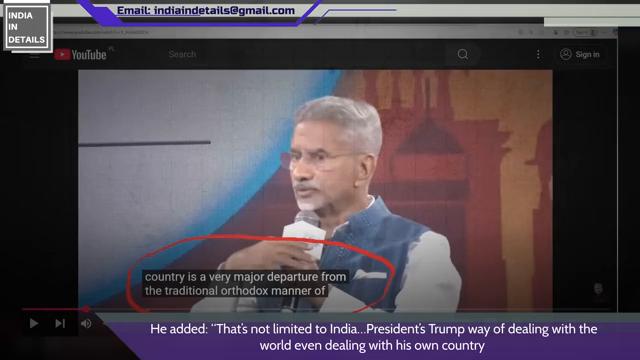 Email: indiaindetails@gmail.com
INDIA
IN
DETAILS
YouTube PL
Search
Sign in
country is a very major departure from
the traditional orthodox manner of
He added: "That's not limited to India...President's Trump way of dealing with the
world even dealing with his own country